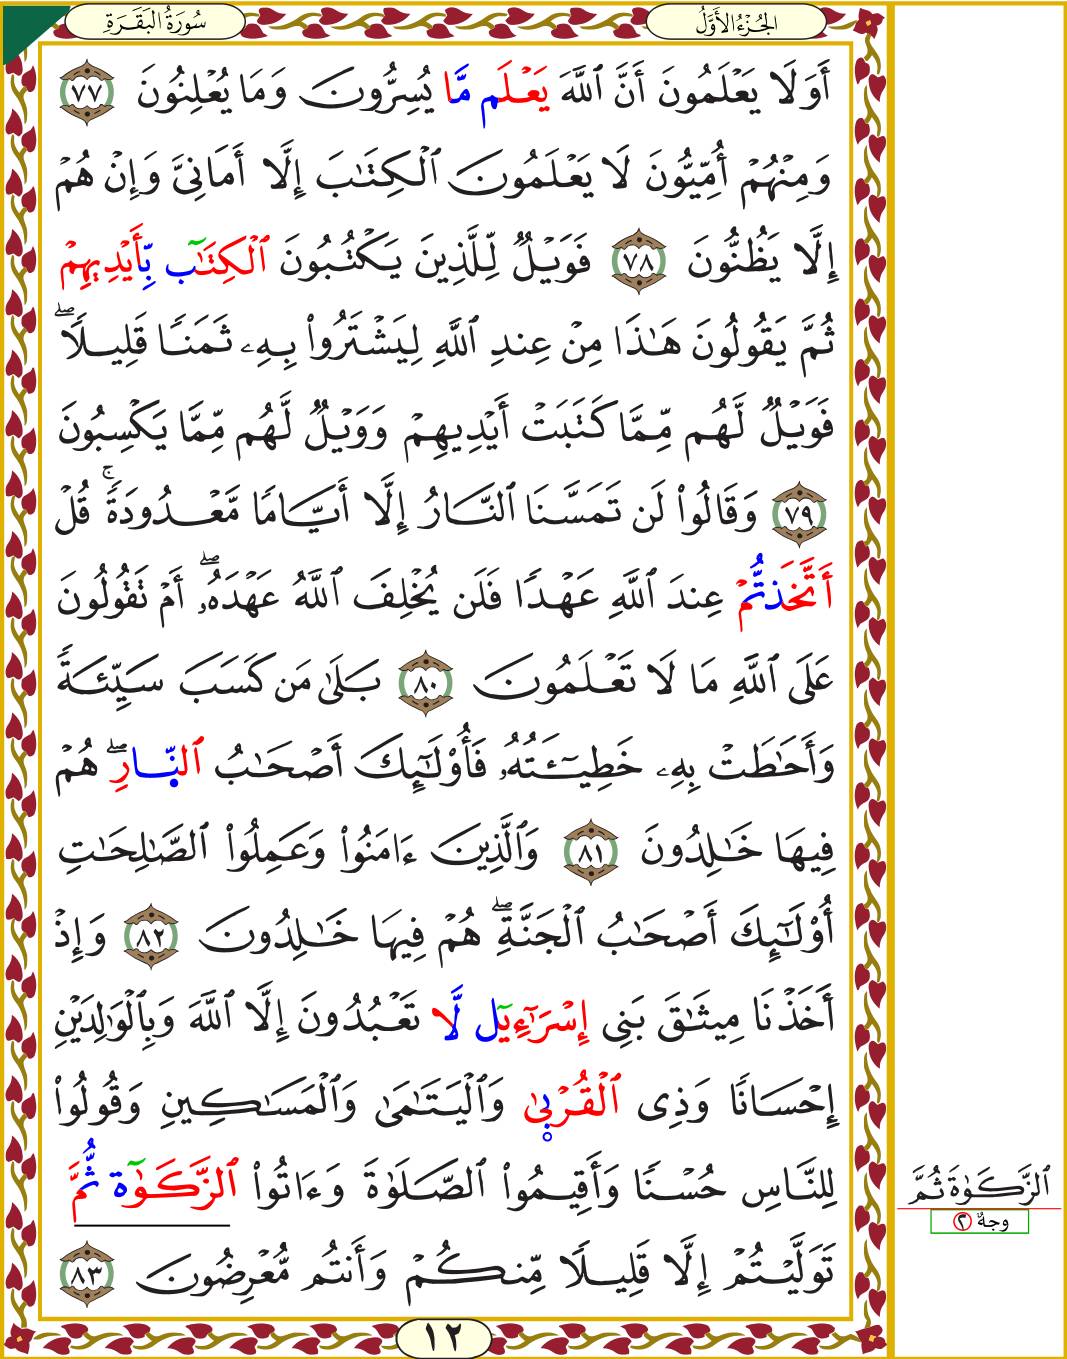 سُورَةُ البَقَرَةِ
الجُزْءُ الأَوَّلُ
أَوَلَا يَعْلَمُونَ أَنَّ ٱللَّهَ يَعْلَم مَّا يُسِرُّونَ وَمَا يُعْلِنُونَ ٧٧
وَمِنْهُمْ أُمِّيُّونَ لَا يَعْلَمُونَ ٱلْكِتَٰبَ إِلَّا أَمَانِىَّ وَإِنْ هُمْ
إِلَّا يَظُنُّونَ ٧٨ فَوَيْلٌ لِّلَّذِينَ يَكْتُبُونَ ٱلْكِتَٰٓب بِّأَيْدِيهِمْ
ثُمَّ يَقُولُونَ هَٰذَا مِنْ عِندِ ٱللَّهِ لِيَشْتَرُوا۟ بِهِۦ ثَمَنًا قَلِيلًا ۖ
فَوَيْلٌ لَّهُم مِّمَّا كَتَبَتْ أَيْدِيهِمْ وَوَيْلٌ لَّهُم مِّمَّا يَكْسِبُونَ
٧٩ وَقَالُوا۟ لَن تَمَسَّنَا ٱلنَّارُ إِلَّا أَيَّامًا مَّعْدُودَةً ۚ قُلْ
أَتَّخَذتُّمْ عِندَ ٱللَّهِ عَهْدًا فَلَن يُخْلِفَ ٱللَّهُ عَهْدَهُۥ ۖ أَمْ تَقُولُونَ
عَلَى ٱللَّهِ مَا لَا تَعْلَمُونَ ٨٠ بَلَىٰ مَن كَسَبَ سَيِّئَةً
وَأَحَٰطَتْ بِهِۦ خَطِيٓـَٔتُهُۥ فَأُو۟لَٰٓئِكَ أَصْحَٰبُ ٱلنّارِ ۖ هُمْ
فِيهَا خَٰلِدُونَ ٨١ وَٱلَّذِينَ ءَامَنُوا۟ وَعَمِلُوا۟ ٱلصَّٰلِحَٰتِ
أُو۟لَٰٓئِكَ أَصْحَٰبُ ٱلْجَنَّةِ ۖ هُمْ فِيهَا خَٰلِدُونَ ٨٢ وَإِذْ
أَخَذْنَا مِيثَٰقَ بَنِى إِسْرَٰٓءِيٓل لَّا تَعْبُدُونَ إِلَّا ٱللَّهَ وَبِٱلْوَٰلِدَيْنِ
إِحْسَانًا وَذِى ٱلْقُرْبىٰ وَٱلْيَتَٰمَىٰ وَٱلْمَسَٰكِينِ وَقُولُوا۟
لِلنَّاسِ حُسْنًا وَأَقِيمُوا۟ ٱلصَّلَوٰةَ وَءَاتُوا۟ ٱلزَّكَوٰٓة ثُّمَّ
تَوَلَّيْتُمْ إِلَّا قَلِيلًا مِّنكُمْ وَأَنتُم مُّعْرِضُونَ ٨٣
ٱلزَّكَوٰةَ ثُمَّ
وجهٌ ٢
١٢